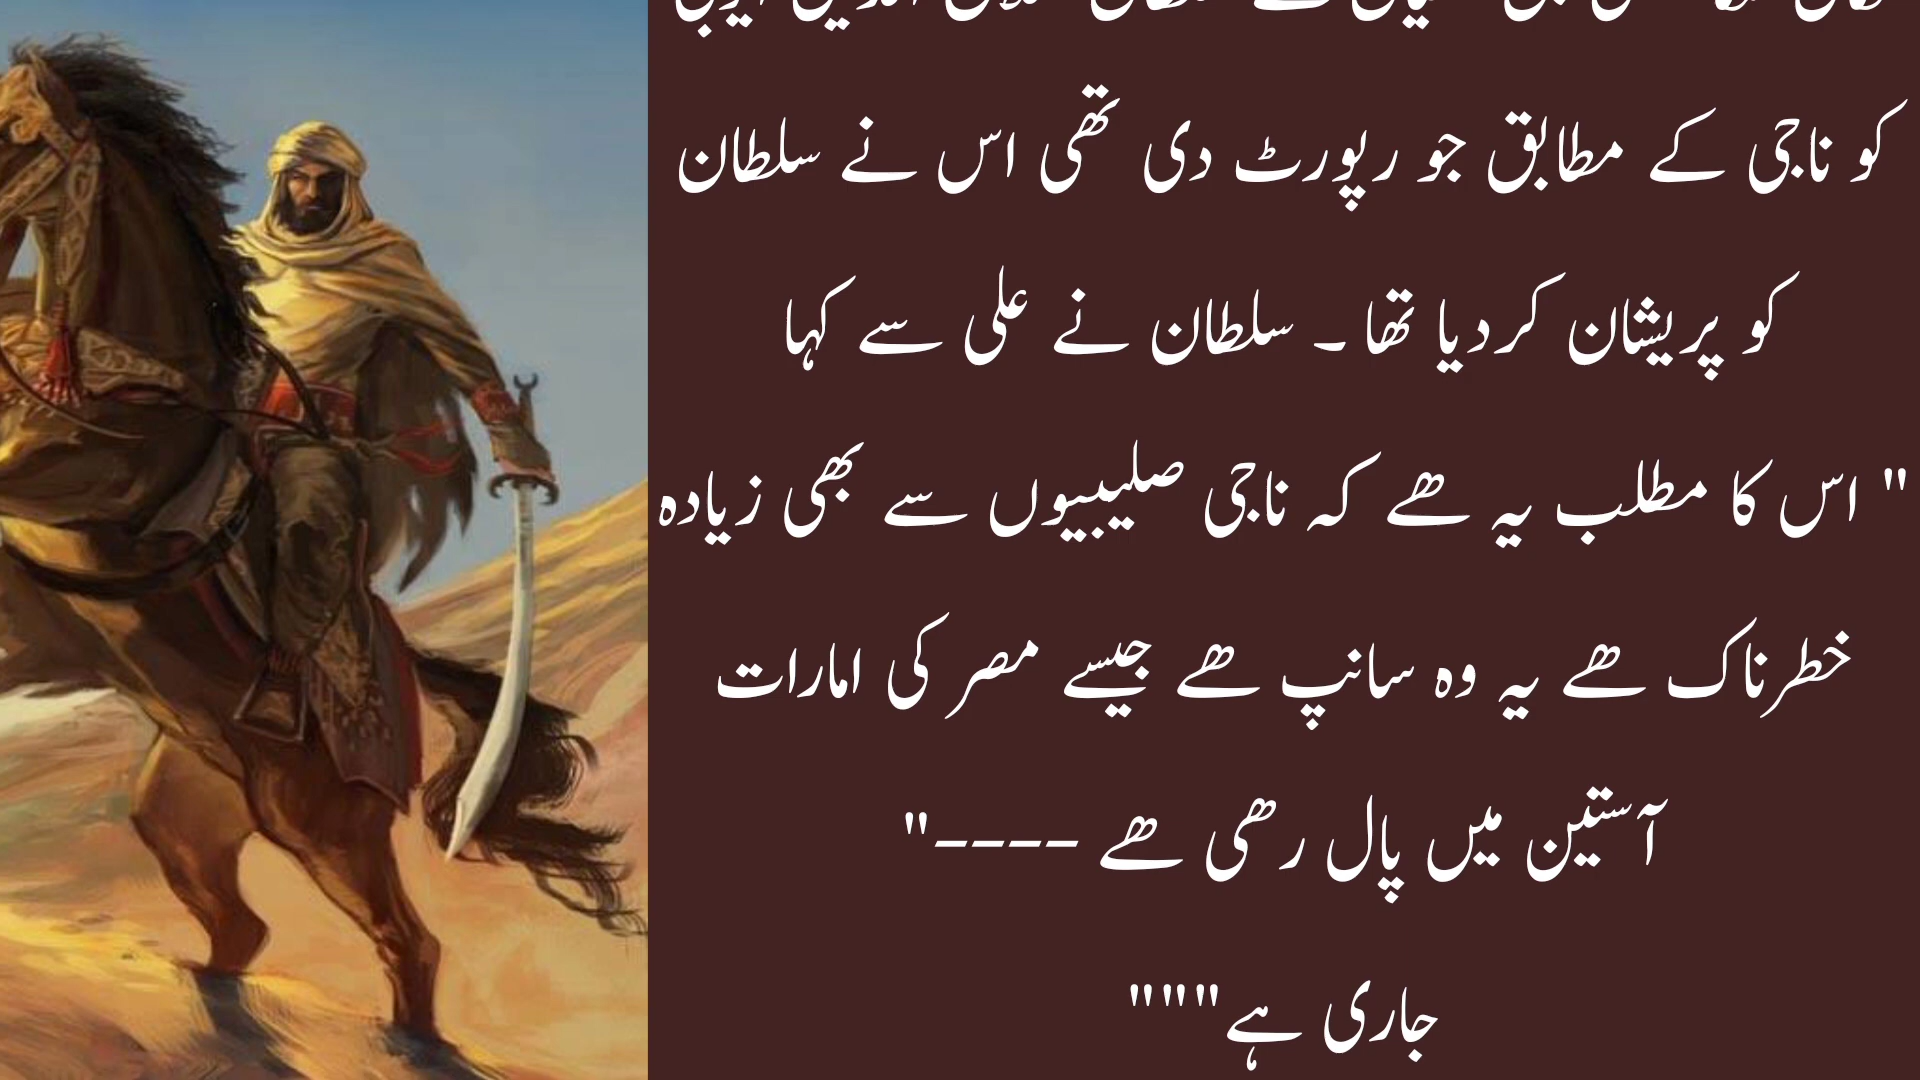 کو ناجی کے مطابق جو رپورٹ دی تھی اس نے سلطان
کو پریشان کردیا تھا۔ سلطان نے علی سے کہا
" اس کا مطلب یہ ھے کہ ناجی صلیبیوں سے بھی زیادہ
خطرناک ھے یہ وہ سانپ ھے جیسے مصر کی امارات
آستین میں پال رھی ھے ----"
جاری ہے"""